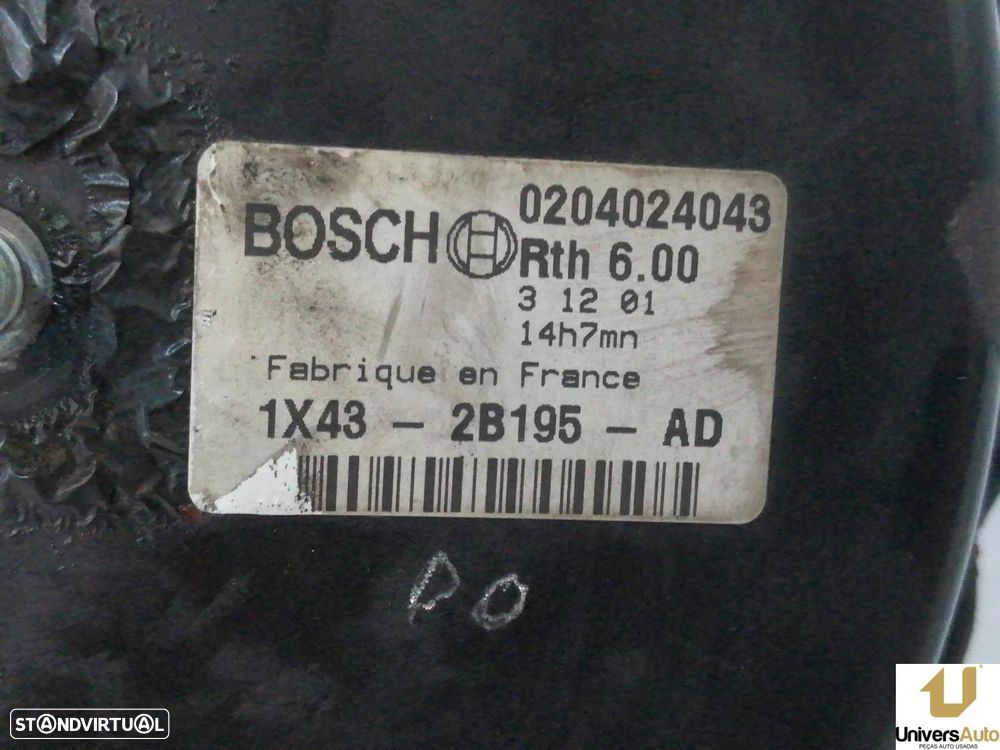 BOSCH
0204024043
Rth 6.00
3 12 01
14h7mn
Fabrique en France
1X43 - 2B195 - AD
PO
STANDVIRTUAL
UniversAuto
PEÇAS AUTO USADAS